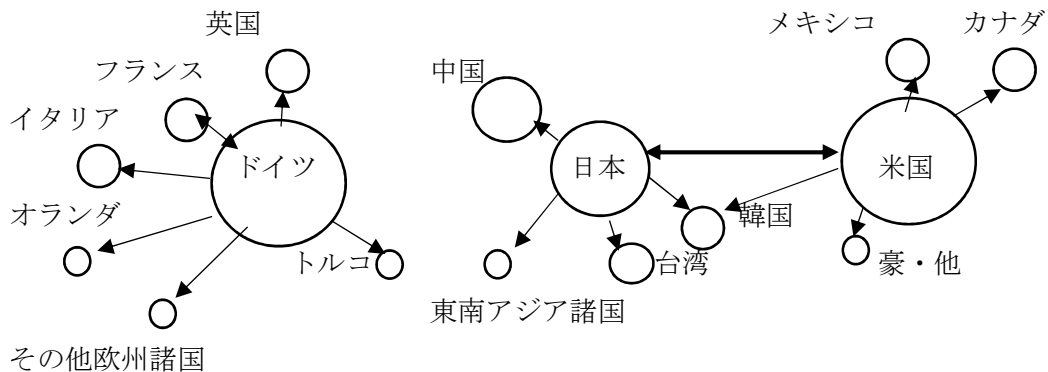 英国
フランス
イタリア
ドイツ
オランダ
トルコ
その他欧州諸国
中国
日本
韓国
台湾
東南アジア諸国
メキシコ
カナダ
米国
豪・他